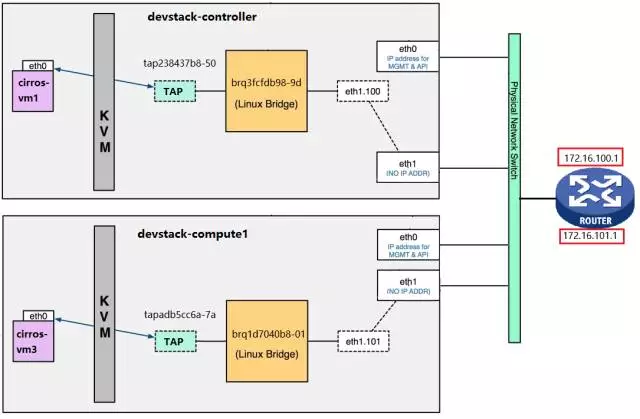 devstack-controller
eth0
cirros-
vm1
K
V
M
tap238437b8-50
TAP
brq3fcfdb98-9d
(Linux Bridge)
eth1.100
eth0
IP address for
MGMT & API
eth1
(NO IP ADDR)
Physical Network Switch
172.16.100.1
ROUTER
172.16.101.1
devstack-compute1
eth0
cirros-
vm3
K
V
M
tapadb5cc6a-7a
TAP
brq1d7040b8-01
(Linux Bridge)
eth1.101
eth0
IP address for
MGMT & API
eth1
(NO IP ADDR)